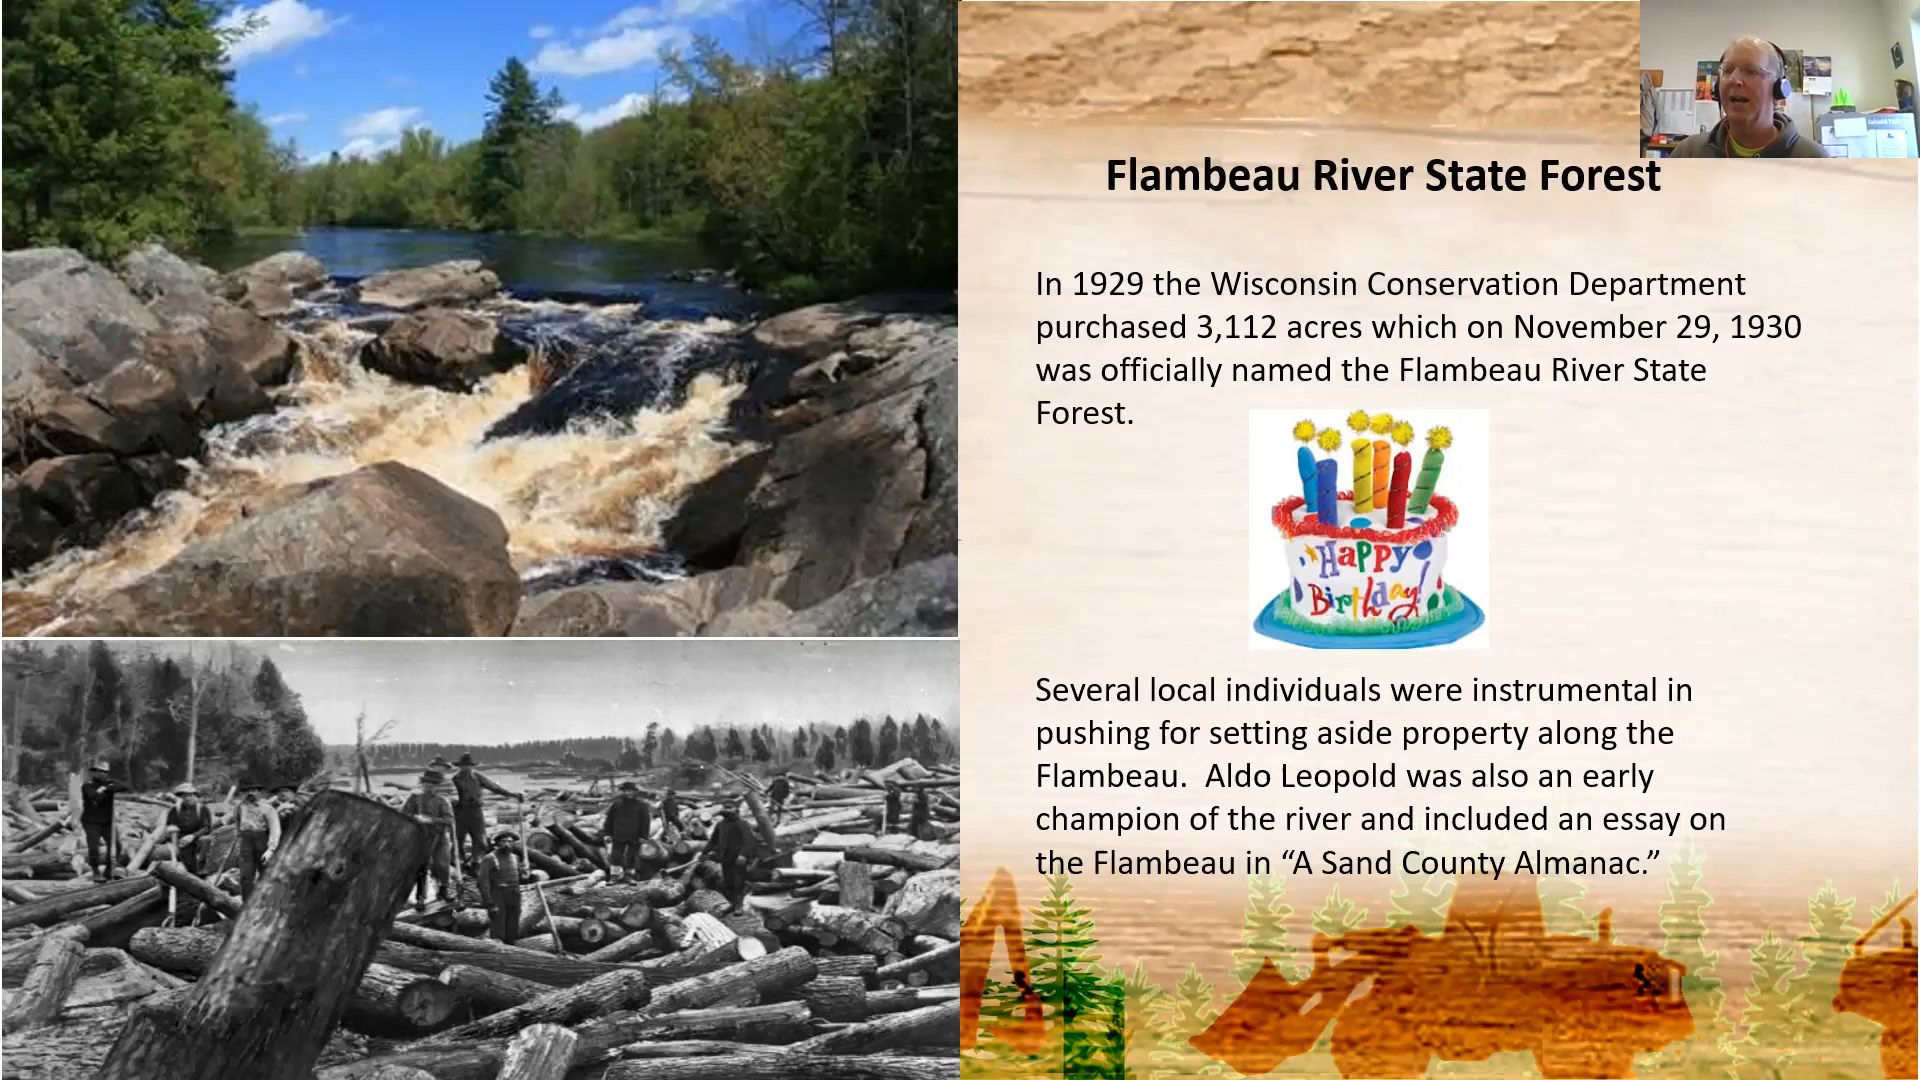 Flambeau River State Forest
In 1929 the Wisconsin Conservation Department
purchased 3,112 acres which on November 29, 1930
was officially named the Flambeau River State
Forest.
Happy
Birthday!
Several local individuals were instrumental in
pushing for setting aside property along the
Flambeau.  Aldo Leopold was also an early
champion of the river and included an essay on
the Flambeau in “A Sand County Almanac.”